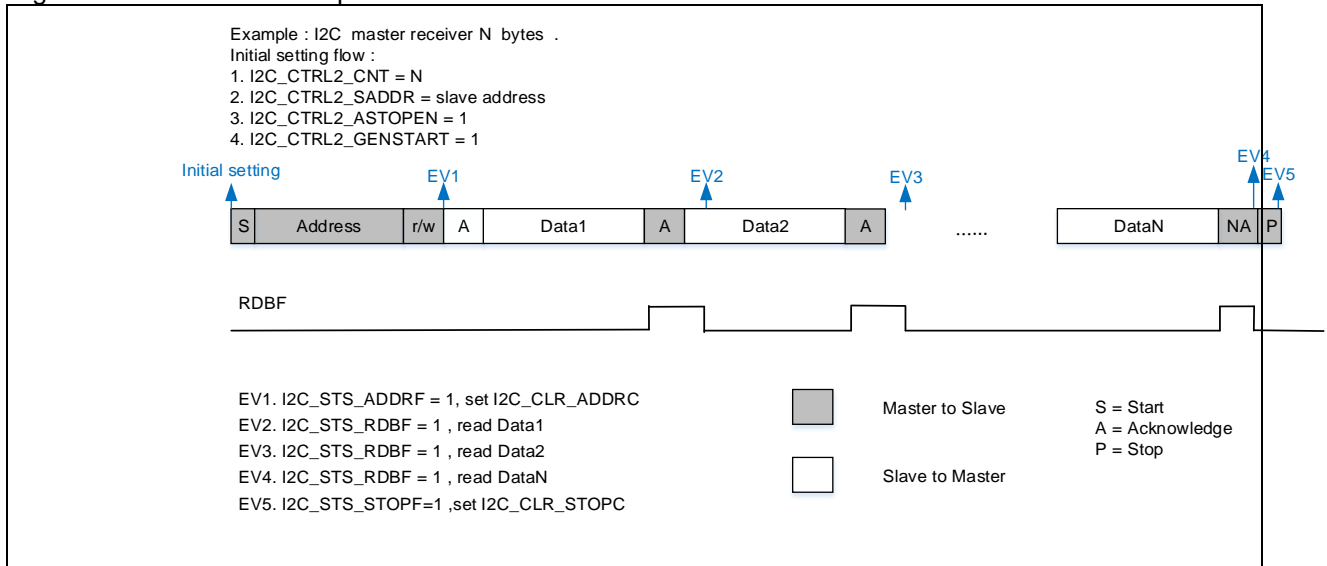 Example : I2C master receiver N bytes .
Initial setting flow :
1. I2C_CTRL2_CNT = N
2. I2C_CTRL2_SADDR = slave address
3. I2C_CTRL2_ASTOPEN = 1
4. I2C_CTRL2_GENSTART = 1
Initial setting EV1 EV2 EV3 EV4 EV5
S Address r/w A Data1 A Data2 A ...... DataN NA P
RDBF
EV1. I2C_STS_ADDRF = 1, set I2C_CLR_ADDRC
EV2. I2C_STS_RDBF = 1 , read Data1
EV3. I2C_STS_RDBF = 1 , read Data2
EV4. I2C_STS_RDBF = 1 , read DataN
EV5. I2C_STS_STOPF=1 ,set I2C_CLR_STOPC
Master to Slave
Slave to Master
S = Start
A = Acknowledge
P = Stop